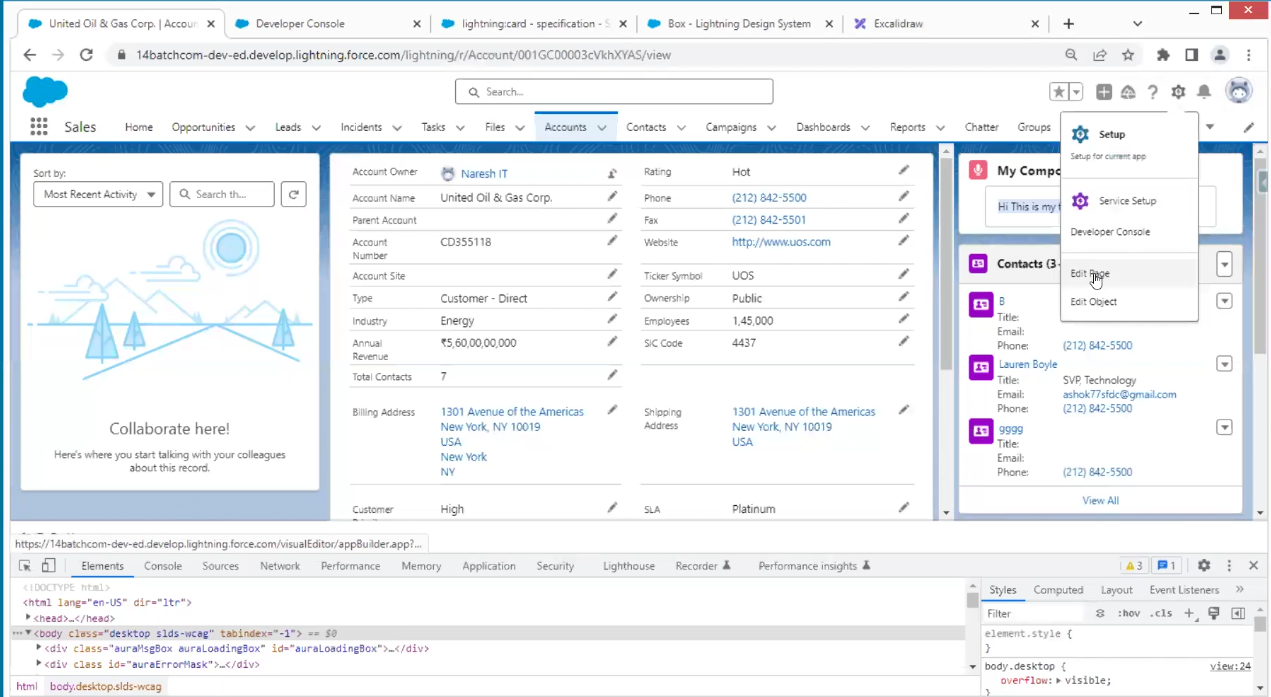 United Oil & Gas Corp. | Accoun
Developer Console
lightning:card - specification - S
Box - Lightning Design System
Excalidraw
14batchcom-dev-ed.develop.lightning.force.com/lightning/r/Account/001GC00003cVkhXYAS/view
Search...
Sales
Home
Opportunities
Leads
Incidents
Tasks
Files
Accounts
Contacts
Campaigns
Dashboards
Reports
Chatter
Groups
Setup
Setup for current app
Service Setup
Developer Console
Edit Page
Edit Object
Sort by:
Most Recent Activity
Search th...
Collaborate here!
Here's where you start talking with your colleagues
about this record.
Account Owner
Naresh IT
Account Name
United Oil & Gas Corp.
Parent Account
Account
Number
CD355118
Account Site
Type
Customer - Direct
Industry
Energy
Annual
Revenue
₹5,60,00,00,000
Total Contacts
7
Billing Address
1301 Avenue of the Americas
New York, NY 10019
USA
New York
NY
Customer
High
Rating
Hot
Phone
(212) 842-5500
Fax
(212) 842-5501
Website
http://www.uos.com
Ticker Symbol
UOS
Ownership
Public
Employees
1,45,000
SIC Code
4437
Shipping
Address
1301 Avenue of the Americas
New York, NY 10019
USA
SLA
Platinum
My Compo
Hi This is my f
Contacts (3
B
Title:
Email:
Phone:
(212) 842-5500
Lauren Boyle
Title:
SVP, Technology
Email:
ashok77sfdc@gmail.com
Phone:
(212) 842-5500
gggg
Title:
Email:
Phone:
(212) 842-5500
View All
https://14batchcom-dev-ed.develop.lightning.force.com/visualEditor/appBuilder.app?...
Elements
Console
Sources
Network
Performance
Memory
Application
Security
Lighthouse
Recorder
Performance insights
3
1
<!DOCTYPE html>
<html lang="en-US" dir="ltr">
<head>…</head>
<body class="desktop slds-wcag" tabindex="-1"> == $0
<div class="auraMsgBox auraLoadingBox" id="auraLoadingBox">…</div>
<div class id="auraErrorMask">…</div>
html
body.desktop.slds-wcag
Styles
Computed
Layout
Event Listeners
Filter
:hov
.cls
element.style {
}
body.desktop {
view:24
overflow: visible;
}